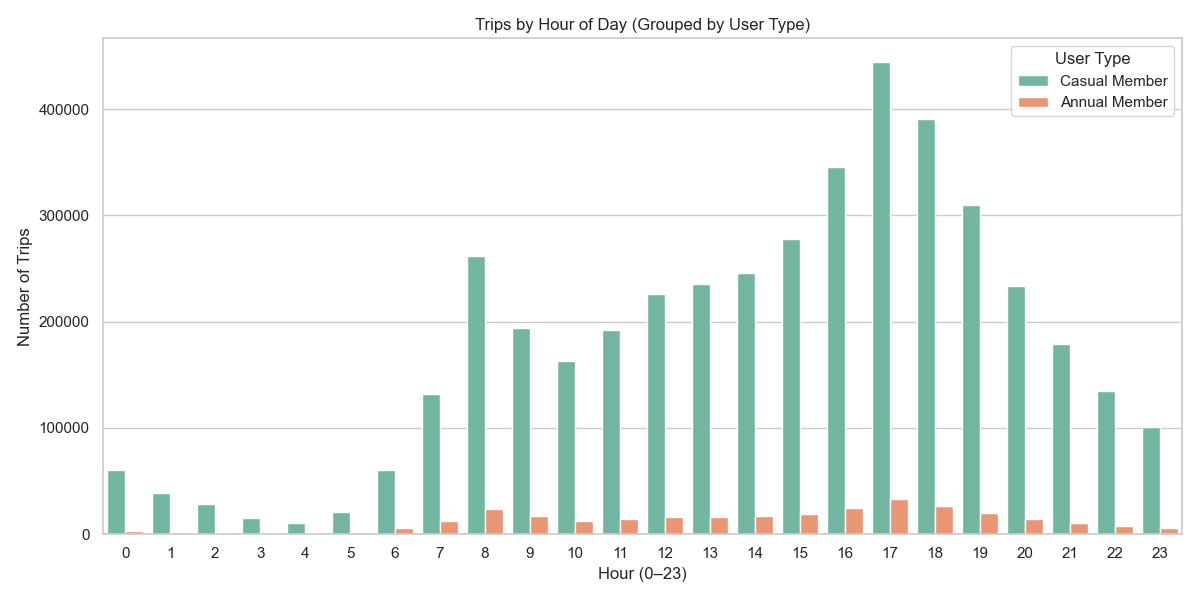 Trips by Hour of Day (Grouped by User Type)
User Type
Casual Member
Annual Member
Number of Trips
400000
300000
200000
100000
0
0 1 2 3 4 5 6 7 8 9 10 11 12 13 14 15 16 17 18 19 20 21 22 23
Hour (0–23)